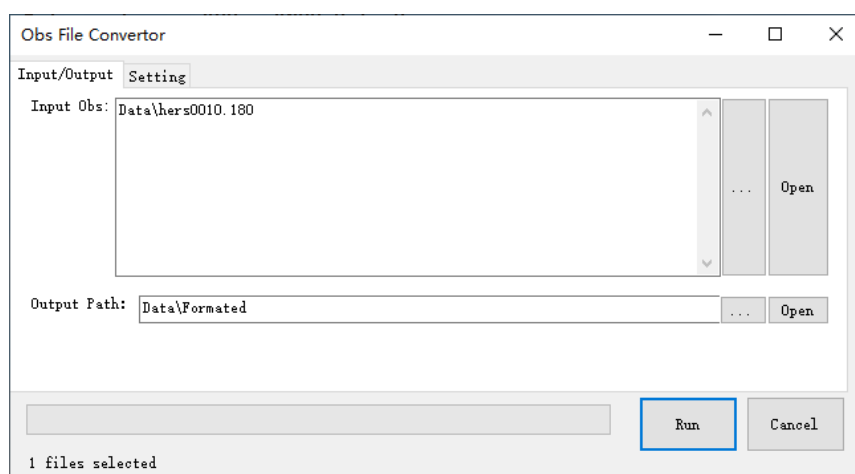 Obs File Convertor
Input/Output Setting
Input Obs: Data\hers0010.180
... Open
Output Path: Data\Formated ... Open
Run Cancel
1 files selected